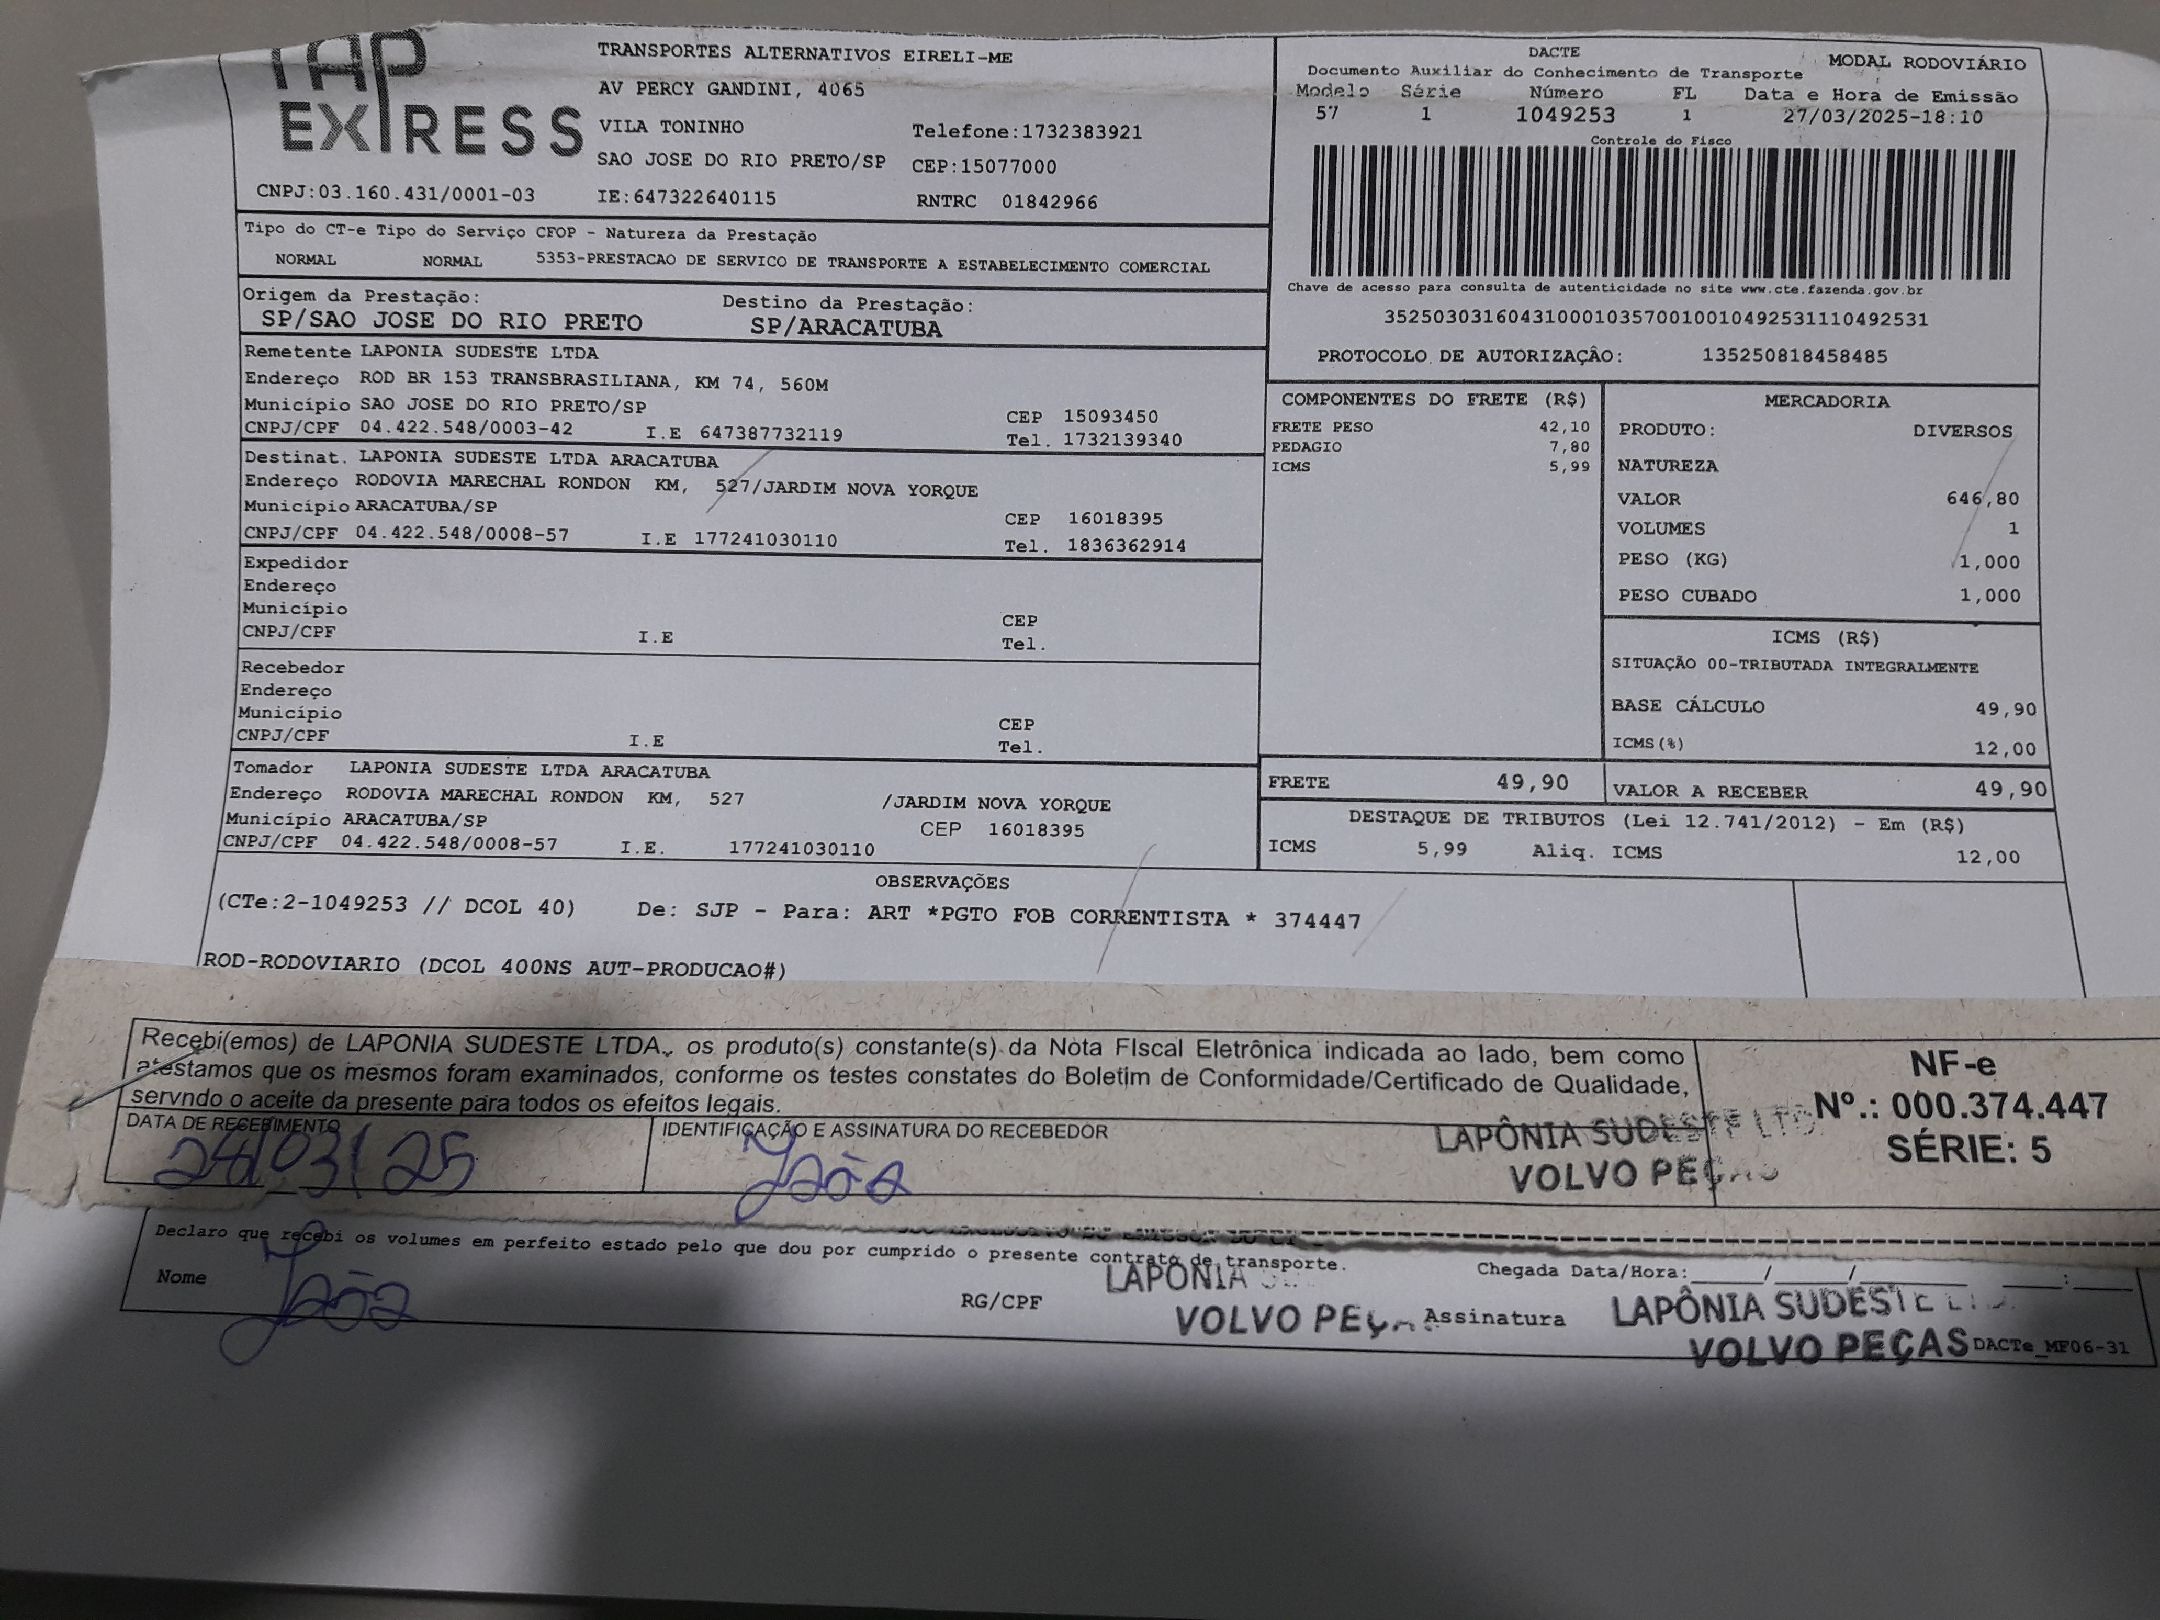 TAP
EXPRESS
TRANSPORTES ALTERNATIVOS EIRELI-ME
AV PERCY GANDINI, 4065
VILA TONINHO Telefone:1732383921
SAO JOSE DO RIO PRETO/SP CEP:15077000
CNPJ:03.160.431/0001-03 IE:647322640115 RNTRC 01842966
DACTE MODAL RODOVIÁRIO
Documento Auxiliar do Conhecimento de Transporte
Modelo Série Número FL Data e Hora de Emissão
57 1 1049253 1 27/03/2025-18:10
Controle do Fisco
Chave de acesso para consulta de autenticidade no site www.cte.fazenda.gov.br
35250303160431000103570010010492531110492531
PROTOCOLO DE AUTORIZAÇÂO: 135250818458485
Tipo do CT-e Tipo do Serviço CFOP - Natureza da Prestação
NORMAL NORMAL 5353-PRESTACAO DE SERVICO DE TRANSPORTE A ESTABELECIMENTO COMERCIAL
Origem da Prestação: Destino da Prestação:
SP/SAO JOSE DO RIO PRETO SP/ARACATUBA
Remetente LAPONIA SUDESTE LTDA
Endereço ROD BR 153 TRANSBRASILIANA, KM 74, 560M
Município SAO JOSE DO RIO PRETO/SP CEP 15093450
CNPJ/CPF 04.422.548/0003-42 I.E 647387732119 Tel. 1732139340
Destinat. LAPONIA SUDESTE LTDA ARACATUBA
Endereço RODOVIA MARECHAL RONDON KM, 527/JARDIM NOVA YORQUE
Município ARACATUBA/SP CEP 16018395
CNPJ/CPF 04.422.548/0008-57 I.E 177241030110 Tel. 1836362914
Expedidor
Endereço
Município CEP
CNPJ/CPF I.E Tel.
Recebedor
Endereço
Município CEP
CNPJ/CPF I.E Tel.
Tomador LAPONIA SUDESTE LTDA ARACATUBA
Endereço RODOVIA MARECHAL RONDON KM, 527 /JARDIM NOVA YORQUE
Município ARACATUBA/SP CEP 16018395
CNPJ/CPF 04.422.548/0008-57 I.E. 177241030110
COMPONENTES DO FRETE (R$)
FRETE PESO 42,10
PEDAGIO 7,80
ICMS 5,99
MERCADORIA
PRODUTO: DIVERSOS
NATUREZA
VALOR 646,80
VOLUMES 1
PESO (KG) 1,000
PESO CUBADO 1,000
ICMS (R$)
SITUAÇÃO 00-TRIBUTADA INTEGRALMENTE
BASE CÁLCULO 49,90
ICMS(%) 12,00
FRETE 49,90 VALOR A RECEBER 49,90
DESTAQUE DE TRIBUTOS (Lei 12.741/2012) - Em (R$)
ICMS 5,99 Aliq. ICMS 12,00
OBSERVAÇÕES
(CTe:2-1049253 // DCOL 40) De: SJP - Para: ART *PGTO FOB CORRENTISTA * 374447
ROD-RODOVIARIO (DCOL 400NS AUT-PRODUCAO#)
Recebi(emos) de LAPONIA SUDESTE LTDA., os produto(s) constante(s) da Nota FIscal Eletrônica indicada ao lado, bem como
atestamos que os mesmos foram examinados, conforme os testes constates do Boletim de Conformidade/Certificado de Qualidade,
servndo o aceite da presente para todos os efeitos legais.
DATA DE RECEBIMENTO IDENTIFICAÇÃO E ASSINATURA DO RECEBEDOR
NF-e
Nº.: 000.374.447
SÉRIE: 5
LAPÔNIA SUDESTE LTD
VOLVO PEÇAS
Declaro que recebi os volumes em perfeito estado pelo que dou por cumprido o presente contrato de transporte.
Chegada Data/Hora:____/____/____ __:__
Nome RG/CPF Assinatura
LAPÔNIA
VOLVO PEÇ
LAPÔNIA SUDESTE
VOLVO PEÇAS
DACTe_MF06-31